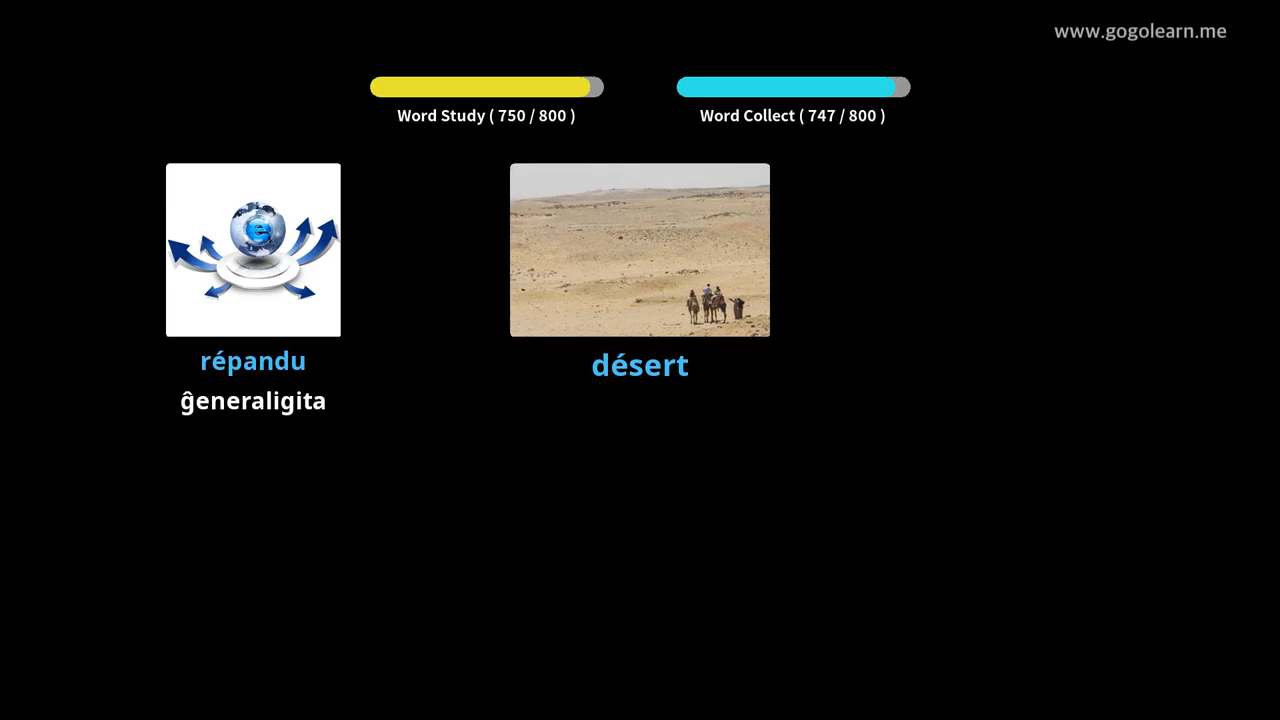 www.gogolearn.me
Word Study ( 750 / 800 )
Word Collect ( 747 / 800 )
e
répandu
ĝeneraligita
désert